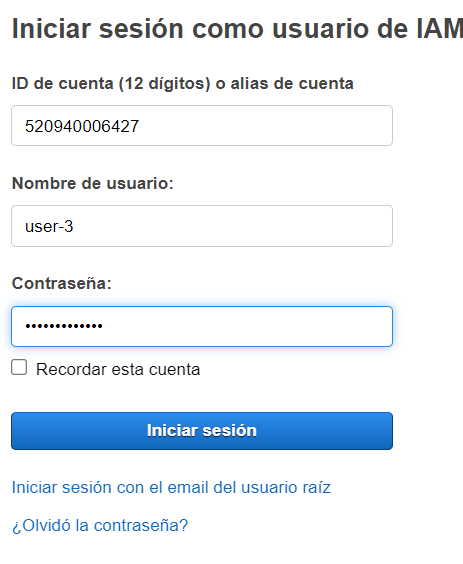 Iniciar sesión como usuario de IAM
ID de cuenta (12 dígitos) o alias de cuenta
520940006427
Nombre de usuario:
user-3
Contraseña:
•••••••••••••
Recordar esta cuenta
Iniciar sesión
Iniciar sesión con el email del usuario raíz
¿Olvidó la contraseña?